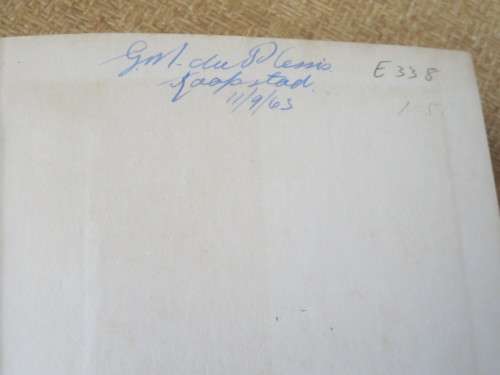 G.M. du Plessis. E 338
Kaapstad.
11/9/63